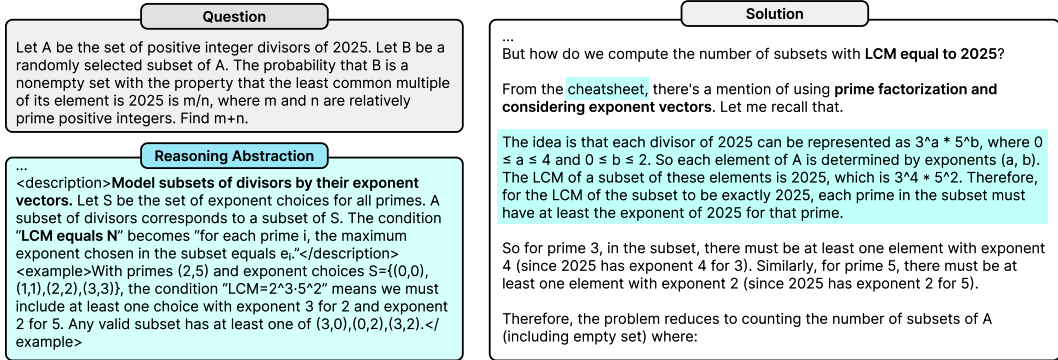 Question
Let A be the set of positive integer divisors of 2025. Let B be a
randomly selected subset of A. The probability that B is a
nonempty set with the property that the least common multiple
of its element is 2025 is m/n, where m and n are relatively
prime positive integers. Find m+n.
Reasoning Abstraction
...
<description>Model subsets of divisors by their exponent
vectors. Let S be the set of exponent choices for all primes. A
subset of divisors corresponds to a subset of S. The condition
“LCM equals N” becomes “for each prime i, the maximum
exponent chosen in the subset equals eᵢ.”</description>
<example>With primes (2,5) and exponent choices S={(0,0),
(1,1),(2,2),(3,3)}, the condition “LCM=2^3·5^2” means we must
include at least one choice with exponent 3 for 2 and exponent
2 for 5. Any valid subset has at least one of (3,0),(0,2),(3,2).</
example>
Solution
...
But how do we compute the number of subsets with LCM equal to 2025?
From the cheatsheet, there's a mention of using prime factorization and
considering exponent vectors. Let me recall that.
The idea is that each divisor of 2025 can be represented as 3^a * 5^b, where 0
≤ a ≤ 4 and 0 ≤ b ≤ 2. So each element of A is determined by exponents (a, b).
The LCM of a subset of these elements is 2025, which is 3^4 * 5^2. Therefore,
for the LCM of the subset to be exactly 2025, each prime in the subset must
have at least the exponent of 2025 for that prime.
So for prime 3, in the subset, there must be at least one element with exponent
4 (since 2025 has exponent 4 for 3). Similarly, for prime 5, there must be at
least one element with exponent 2 (since 2025 has exponent 2 for 5).
Therefore, the problem reduces to counting the number of subsets of A
(including empty set) where: